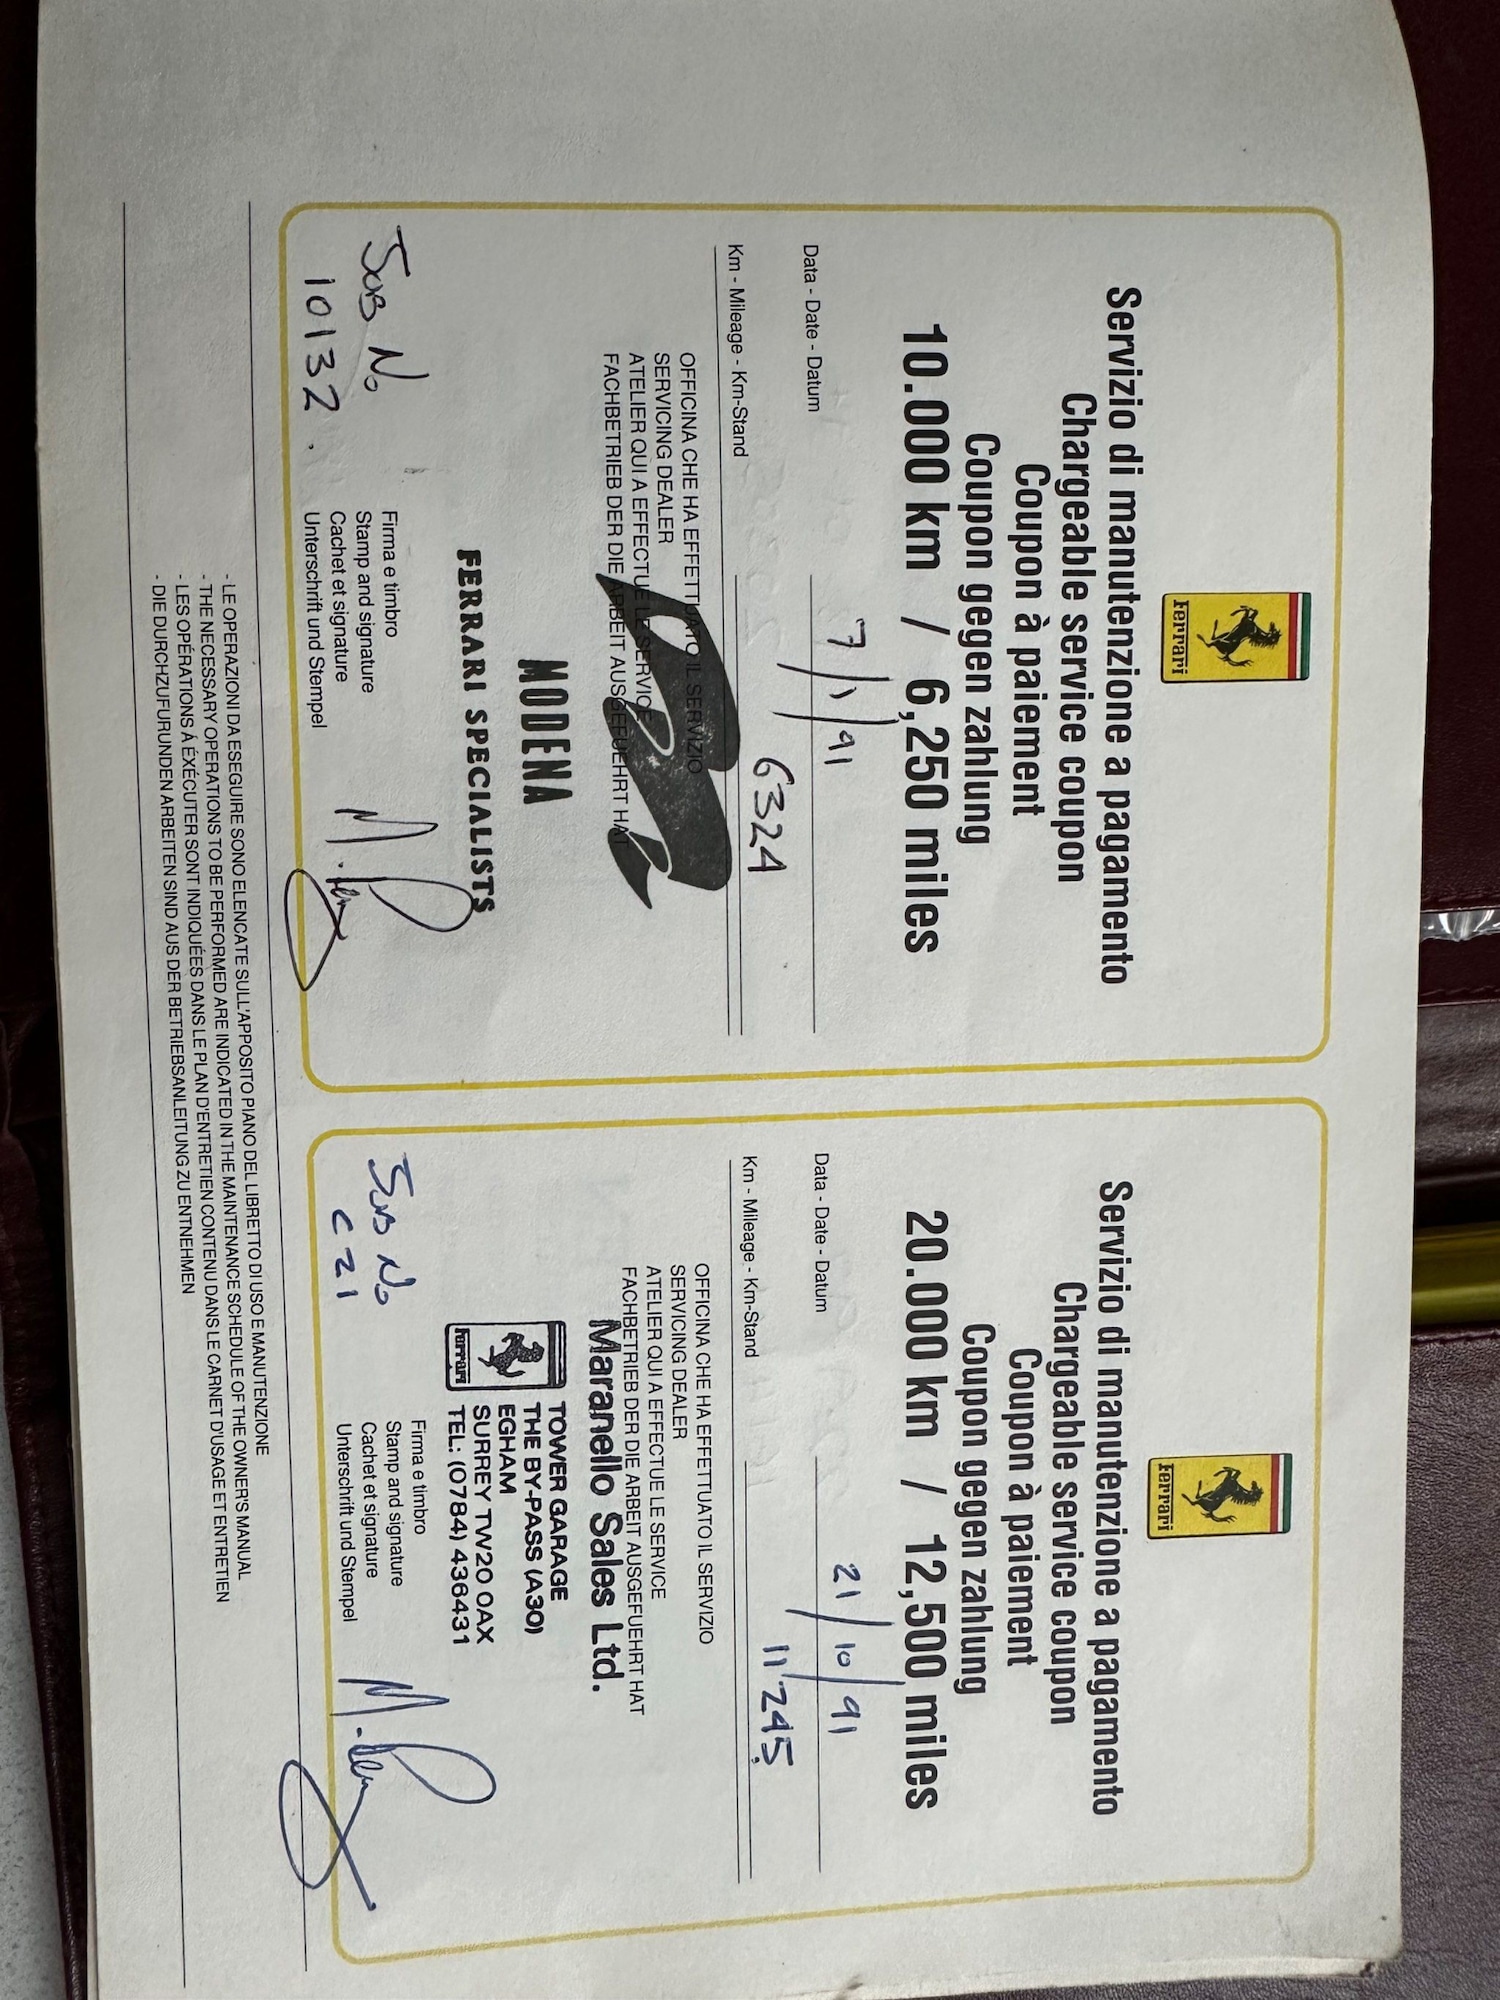 Ferrari
Servizio di manutenzione a pagamento
Chargeable service coupon
Coupon à paiement
Coupon gegen zahlung
10.000 km / 6,250 miles
Data - Date - Datum 7/1/91
Km - Mileage - Km-Stand 6324
OFFICINA CHE HA EFFETTUATO IL SERVIZIO
SERVICING DEALER
ATELIER QUI A EFFECTUE LE SERVICE
FACHBETRIEB DER DIE ARBEIT AUSGEFUEHRT HAT
MODENA
FERRARI SPECIALISTS
JOB No
10132.
Firma e timbro
Stamp and signature
Cachet et signature
Unterschrift und Stempel
Ferrari
Servizio di manutenzione a pagamento
Chargeable service coupon
Coupon à paiement
Coupon gegen zahlung
20.000 km / 12,500 miles
Data - Date - Datum 21/10/91
Km - Mileage - Km-Stand 11245
OFFICINA CHE HA EFFETTUATO IL SERVIZIO
SERVICING DEALER
ATELIER QUI A EFFECTUE LE SERVICE
FACHBETRIEB DER DIE ARBEIT AUSGEFUEHRT HAT
Maranello Sales Ltd.
TOWER GARAGE
THE BY-PASS (A30)
EGHAM
SURREY TW20 0AX
TEL: (0784) 436431
Ferrari
JOB No
C21
Firma e timbro
Stamp and signature
Cachet et signature
Unterschrift und Stempel
- LE OPERAZIONI DA ESEGUIRE SONO ELENCATE SULL'APPOSITO PIANO DEL LIBRETTO DI USO E MANUTENZIONE
- THE NECESSARY OPERATIONS TO BE PERFORMED ARE INDICATED IN THE MAINTENANCE SCHEDULE OF THE OWNER'S MANUAL
- LES OPÉRATIONS À ÉXÉCUTER SONT INDIQUÉES DANS LE PLAN D'ENTRETIEN CONTENU DANS LE CARNET D'USAGE ET ENTRETIEN
- DIE DURCHZUFURUNDEN ARBEITEN SIND AUS DER BETRIEBSANLEITUNG ZU ENTNEHMEN